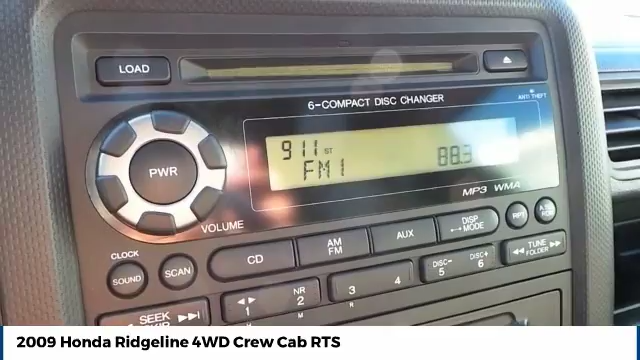 LOAD
6-COMPACT DISC CHANGER
ANTI THEFT
911 ST
FM1 88.3
PWR
MP3 WMA
VOLUME
CLOCK
SOUND
SCAN
CD
AM
FM
AUX
DISP
MODE
RPT
TUNE
FOLDER
1
NR
2
3
4
DISC-
5
DISC+
6
SEEK
M
R
2009 Honda Ridgeline 4WD Crew Cab RTS